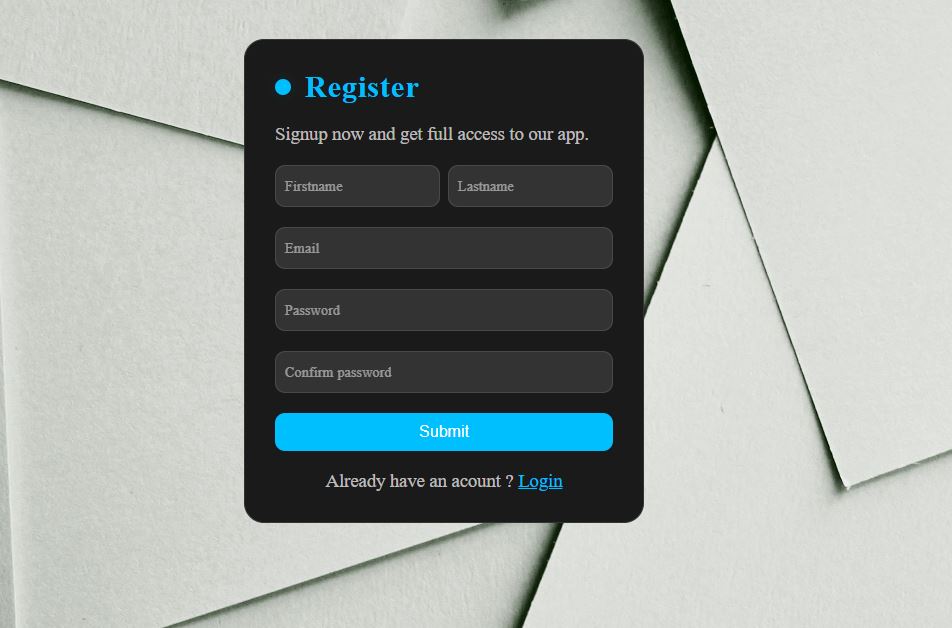 Register
Signup now and get full access to our app.
Firstname Lastname
Email
Password
Confirm password
Submit
Already have an acount ? Login